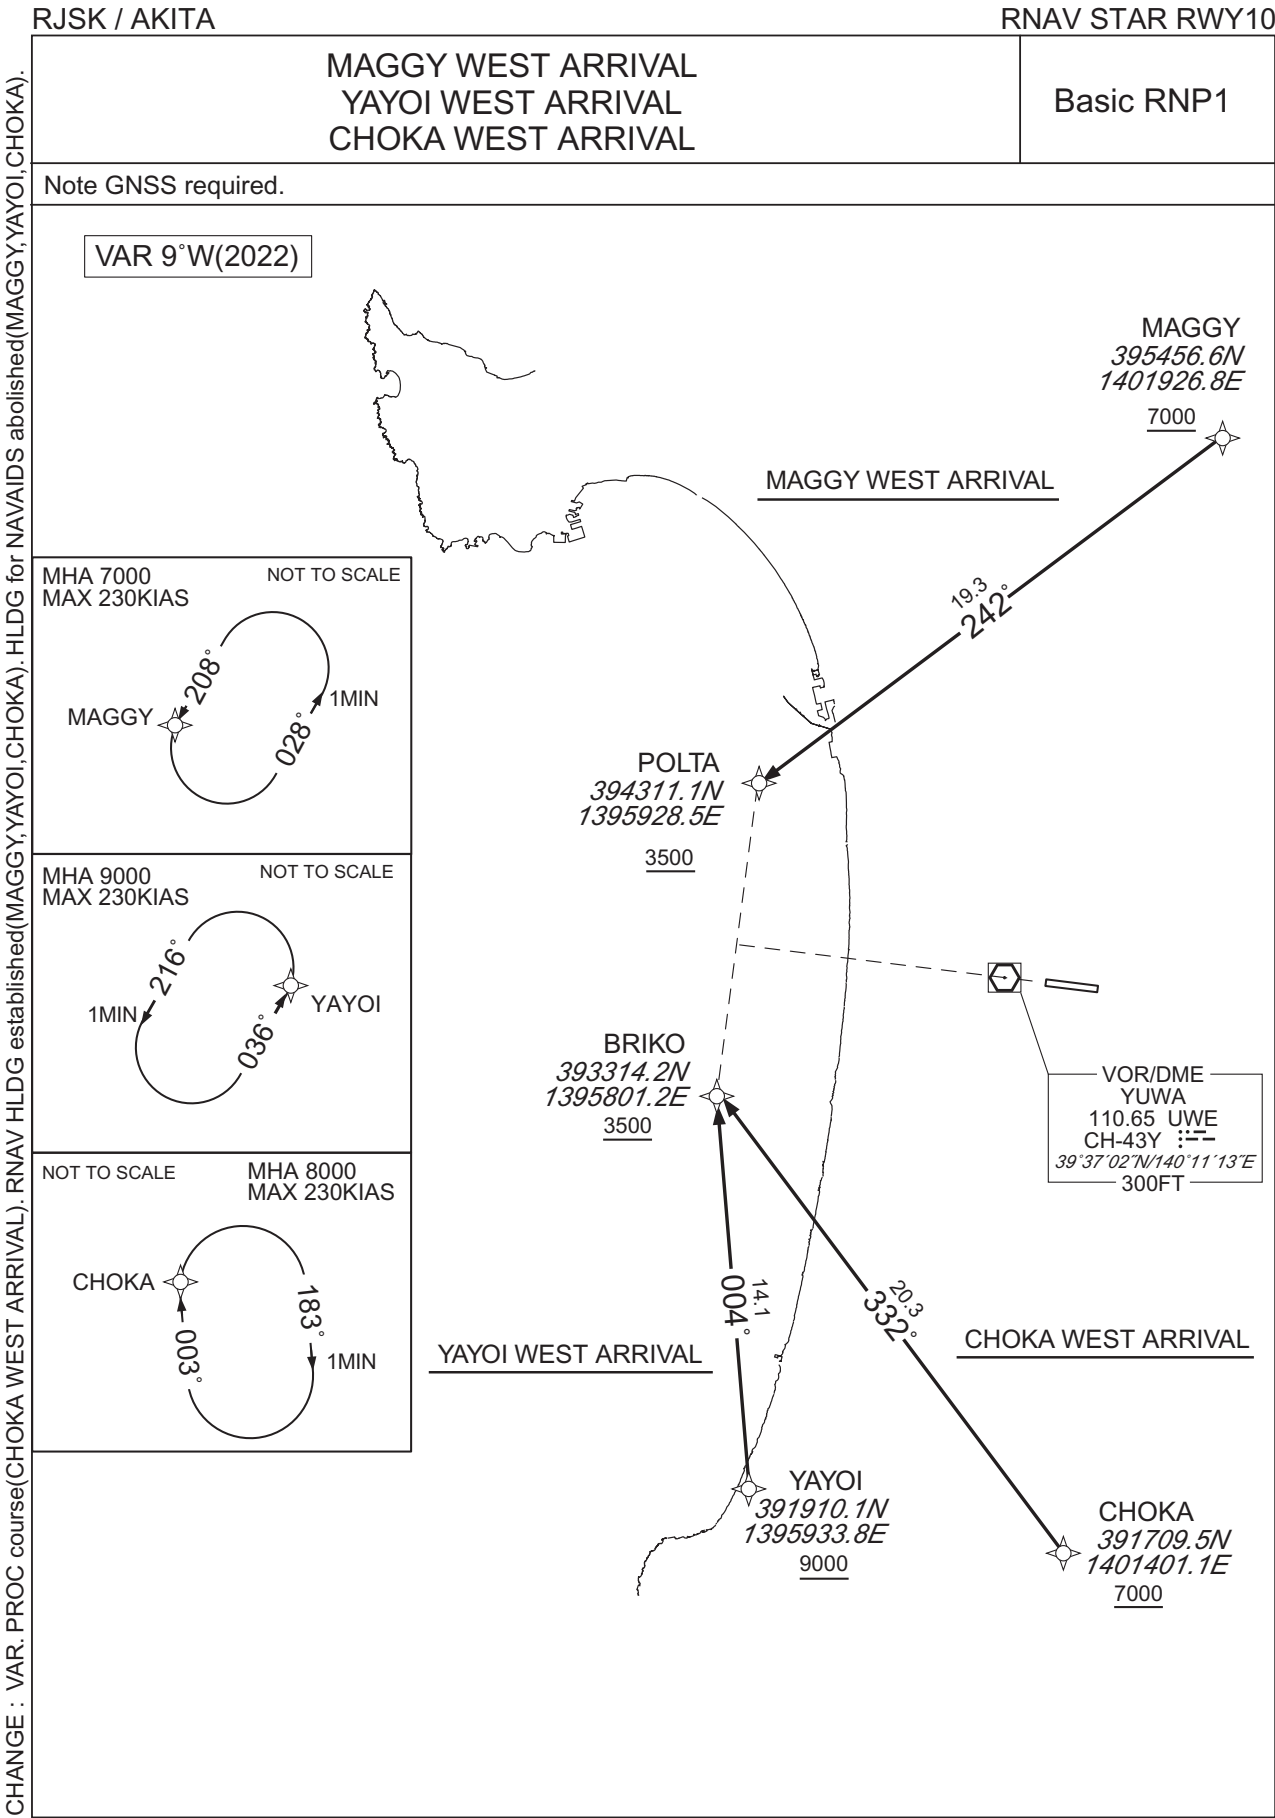 RJSK / AKITA
RNAV STAR RWY10
MAGGY WEST ARRIVAL
YAYOI WEST ARRIVAL
CHOKA WEST ARRIVAL
Basic RNP1
Note GNSS required.
VAR 9°W(2022)
MAGGY
395456.6N
1401926.8E
7000
MAGGY WEST ARRIVAL
19.3
242°
MHA 7000
MAX 230KIAS
NOT TO SCALE
208°
MAGGY
1MIN
028°
POLTA
394311.1N
1395928.5E
3500
MHA 9000
MAX 230KIAS
NOT TO SCALE
216°
1MIN
YAYOI
036°
BRIKO
393314.2N
1395801.2E
3500
VOR/DME
YUWA
110.65 UWE
CH-43Y
39°37′02″N/140°11′13″E
300FT
NOT TO SCALE
MHA 8000
MAX 230KIAS
CHOKA
183°
003°
1MIN
14.1
004°
20.3
332°
YAYOI WEST ARRIVAL
CHOKA WEST ARRIVAL
YAYOI
391910.1N
1395933.8E
9000
CHOKA
391709.5N
1401401.1E
7000
CHANGE : VAR. PROC course(CHOKA WEST ARRIVAL). RNAV HLDG established(MAGGY,YAYOI,CHOKA). HLDG for NAVAIDS abolished(MAGGY,YAYOI,CHOKA).